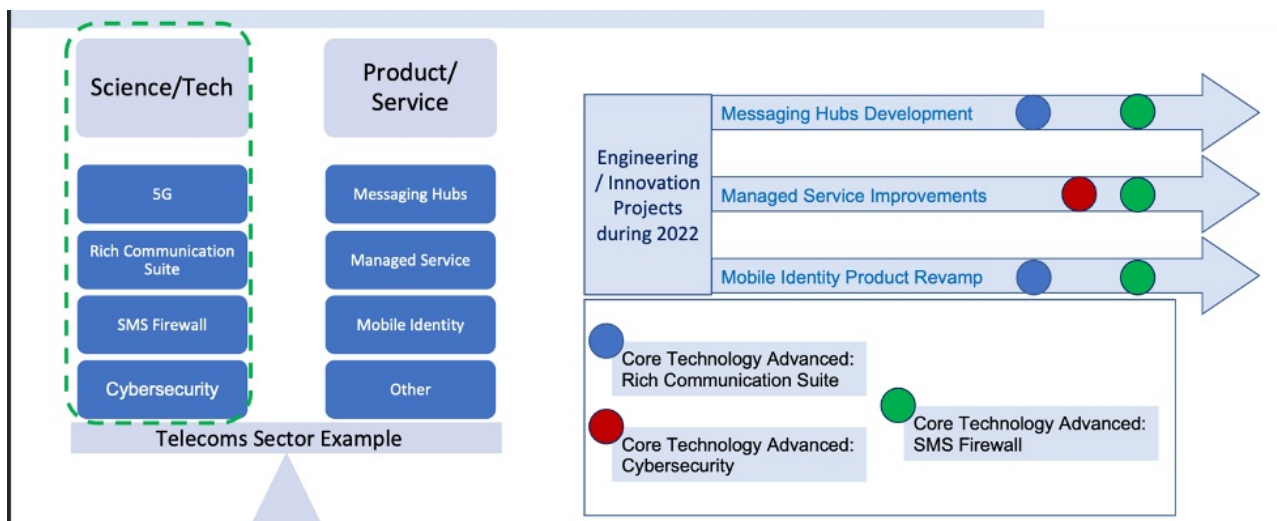 Science/Tech
Product/
Service
5G
Rich Communication
Suite
SMS Firewall
Cybersecurity
Messaging Hubs
Managed Service
Mobile Identity
Other
Telecoms Sector Example
Engineering
/ Innovation
Projects
during 2022
Messaging Hubs Development
Managed Service Improvements
Mobile Identity Product Revamp
Core Technology Advanced:
Rich Communication Suite
Core Technology Advanced:
Cybersecurity
Core Technology Advanced:
SMS Firewall